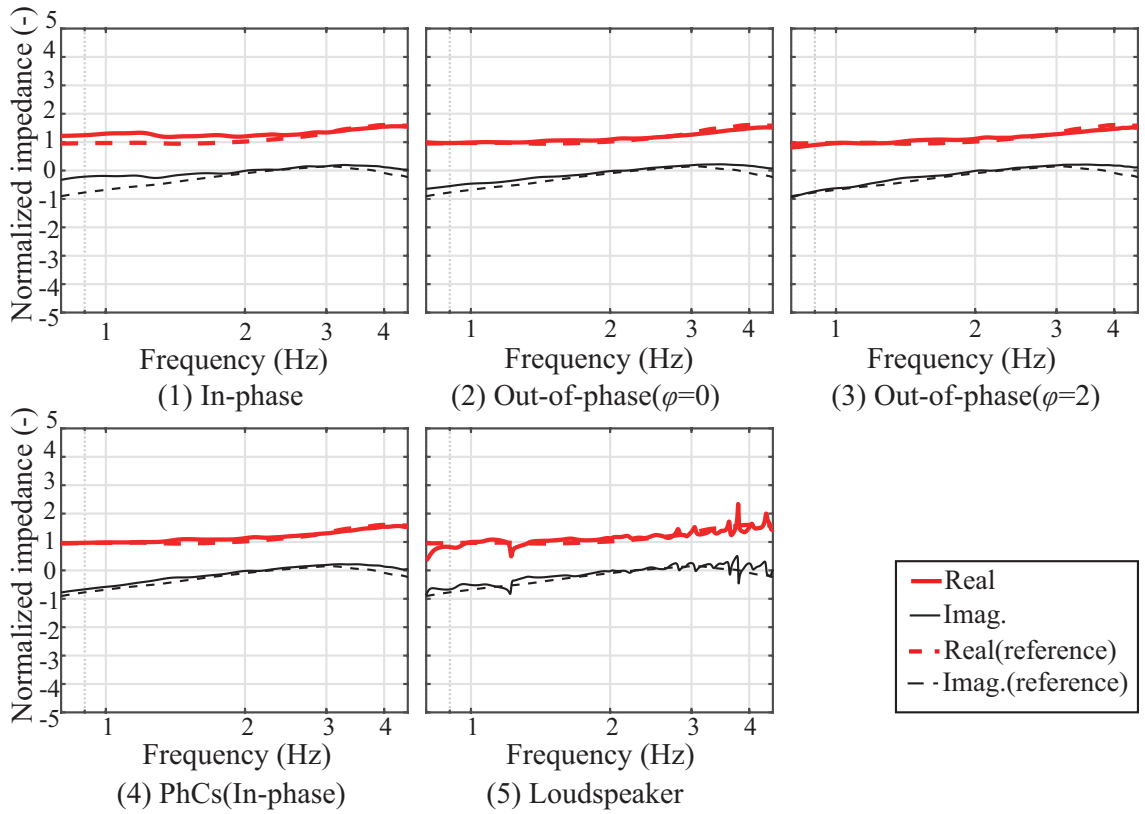 Normalized impedance (-)
5
4
3
2
1
0
-1
-2
-3
-4
-5
1 2 3 4
Frequency (Hz)
(1) In-phase
1 2 3 4
Frequency (Hz)
(2) Out-of-phase(φ=0)
1 2 3 4
Frequency (Hz)
(3) Out-of-phase(φ=2)
Normalized impedance (-)
5
4
3
2
1
0
-1
-2
-3
-4
-5
1 2 3 4
Frequency (Hz)
(4) PhCs(In-phase)
1 2 3 4
Frequency (Hz)
(5) Loudspeaker
Real
Imag.
Real(reference)
Imag.(reference)